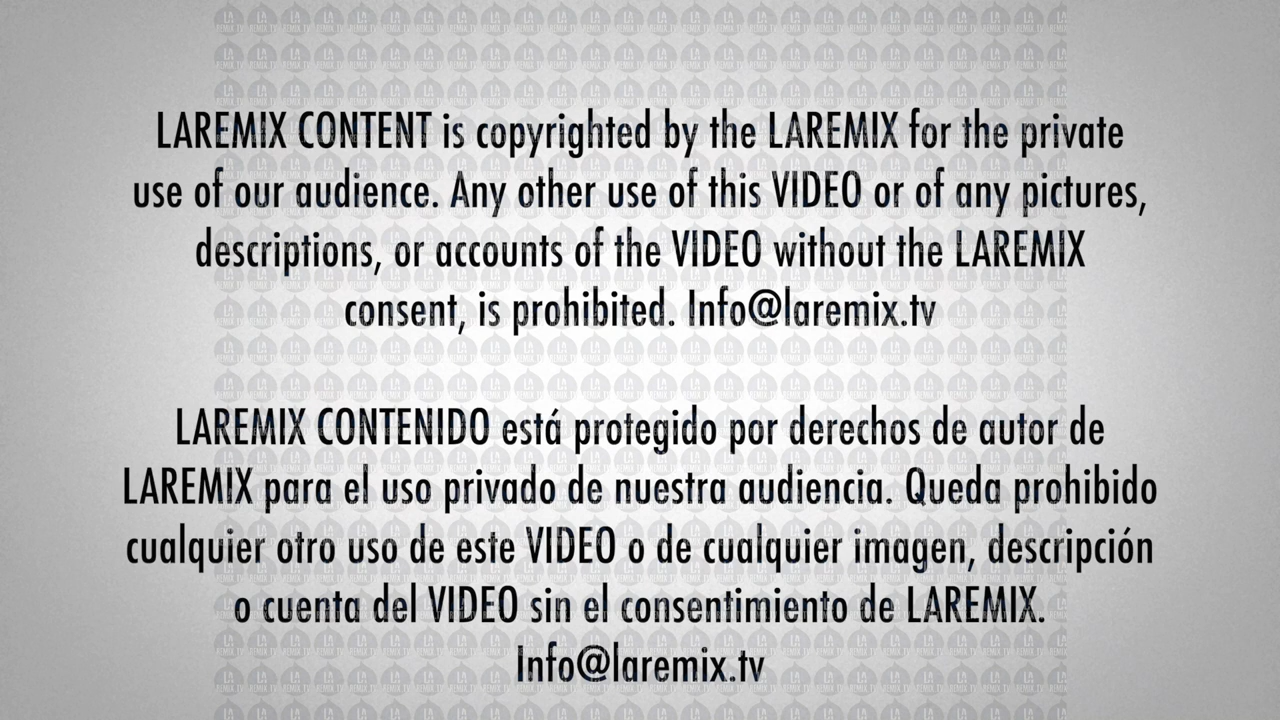 LAREMIX CONTENT is copyrighted by the LAREMIX for the private
use of our audience. Any other use of this VIDEO or of any pictures,
descriptions, or accounts of the VIDEO without the LAREMIX
consent, is prohibited. Info@laremix.tv
LAREMIX CONTENIDO está protegido por derechos de autor de
LAREMIX para el uso privado de nuestra audiencia. Queda prohibido
cualquier otro uso de este VIDEO o de cualquier imagen, descripción
o cuenta del VIDEO sin el consentimiento de LAREMIX.
Info@laremix.tv